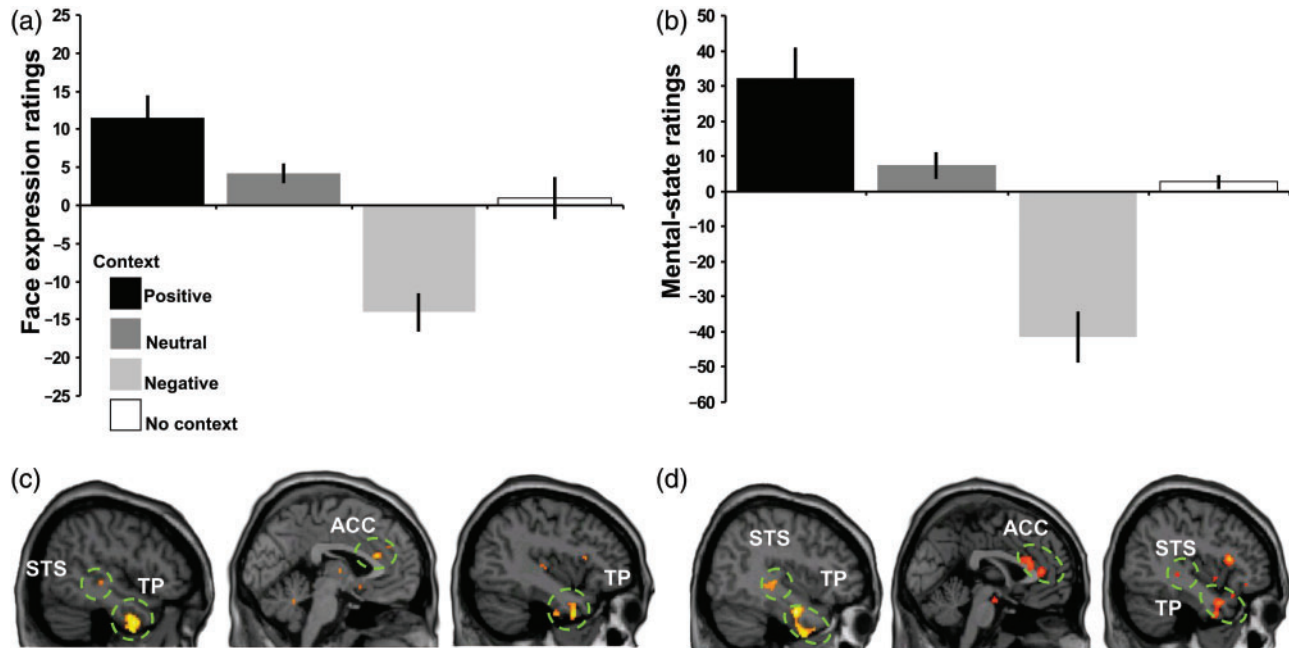 (a)
Face expression ratings
25
20
15
10
5
0
−5
−10
−15
−20
−25
Context
Positive
Neutral
Negative
No context
(b)
Mental-state ratings
50
40
30
20
10
0
−10
−20
−30
−40
−50
−60
(c)
STS
TP
ACC
TP
(d)
STS
TP
ACC
STS
TP